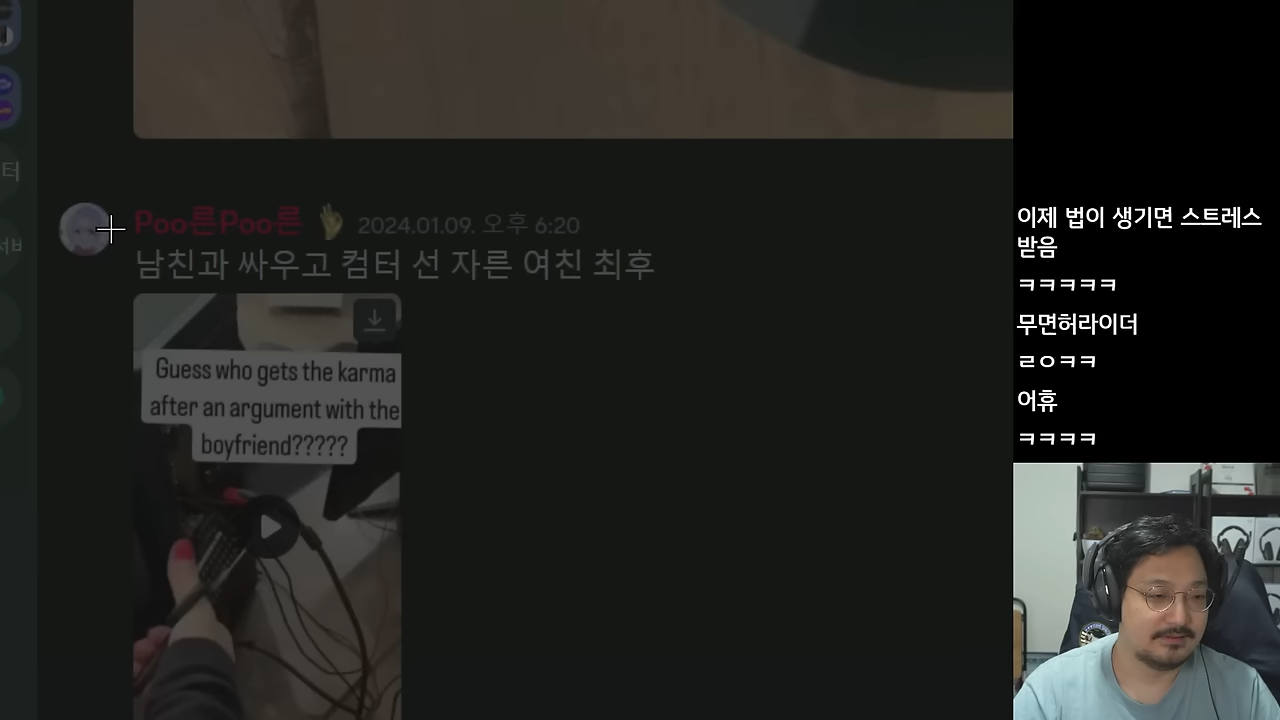 터
서버
Poo른Poo른 2024.01.09. 오후 6:20
남친과 싸우고 컴터 선 자른 여친 최후
Guess who gets the karma
after an argument with the
boyfriend?????
이제 법이 생기면 스트레스
받음
ㅋㅋㅋㅋㅋ
무면허라이더
ㄹㅇㅋㅋ
어휴
ㅋㅋㅋㅋ